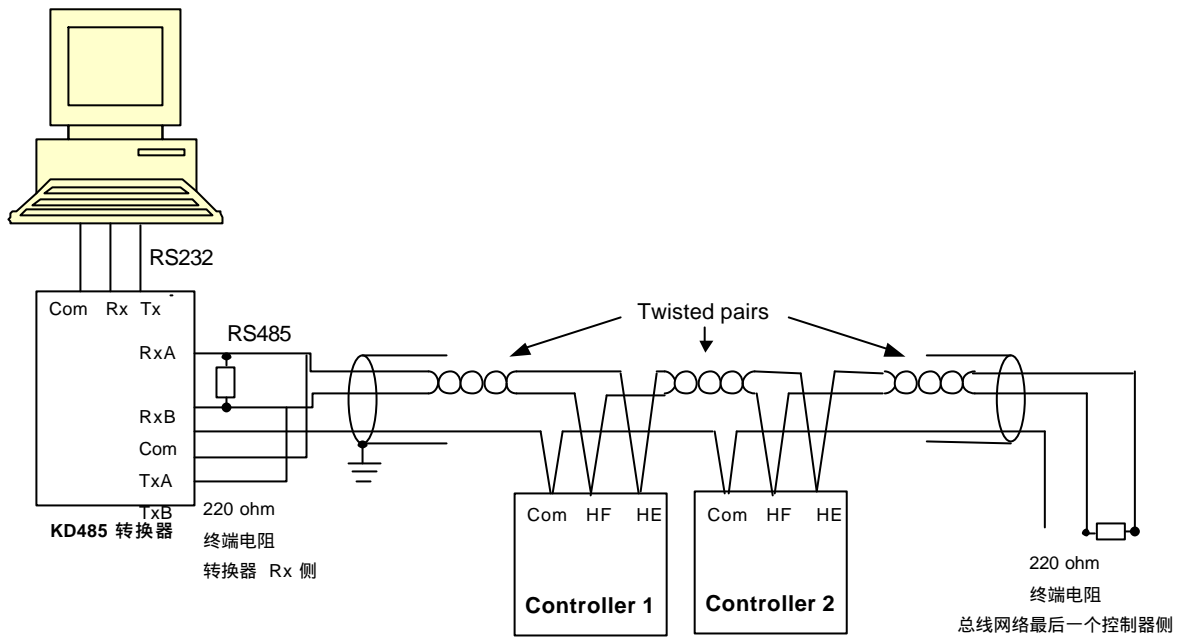 RS232
Com Rx Tx
RS485
Twisted pairs
RxA
RxB
Com
TxA
TxB
KD485 转换器
220 ohm
终端电阻
转换器 Rx 侧
Com HF HE
Controller 1
Com HF HE
Controller 2
220 ohm
终端电阻
总线网络最后一个控制器侧